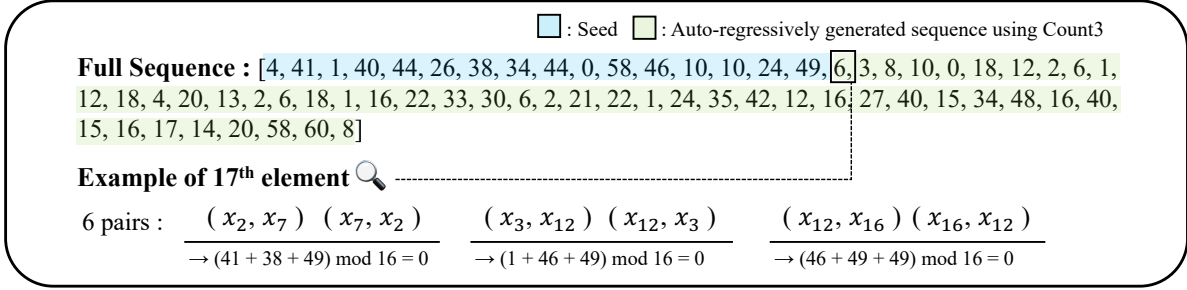 : Seed : Auto-regressively generated sequence using Count3
Full Sequence : [4, 41, 1, 40, 44, 26, 38, 34, 44, 0, 58, 46, 10, 10, 24, 49, 6, 3, 8, 10, 0, 18, 12, 2, 6, 1,
12, 18, 4, 20, 13, 2, 6, 18, 1, 16, 22, 33, 30, 6, 2, 21, 22, 1, 24, 35, 42, 12, 16, 27, 40, 15, 34, 48, 16, 40,
15, 16, 17, 14, 20, 58, 60, 8]
Example of 17th element
6 pairs : ( x₂, x₇ ) ( x₇, x₂ ) ( x₃, x₁₂ ) ( x₁₂, x₃ ) ( x₁₂, x₁₆ ) ( x₁₆, x₁₂ )
→ (41 + 38 + 49) mod 16 = 0 → (1 + 46 + 49) mod 16 = 0 → (46 + 49 + 49) mod 16 = 0